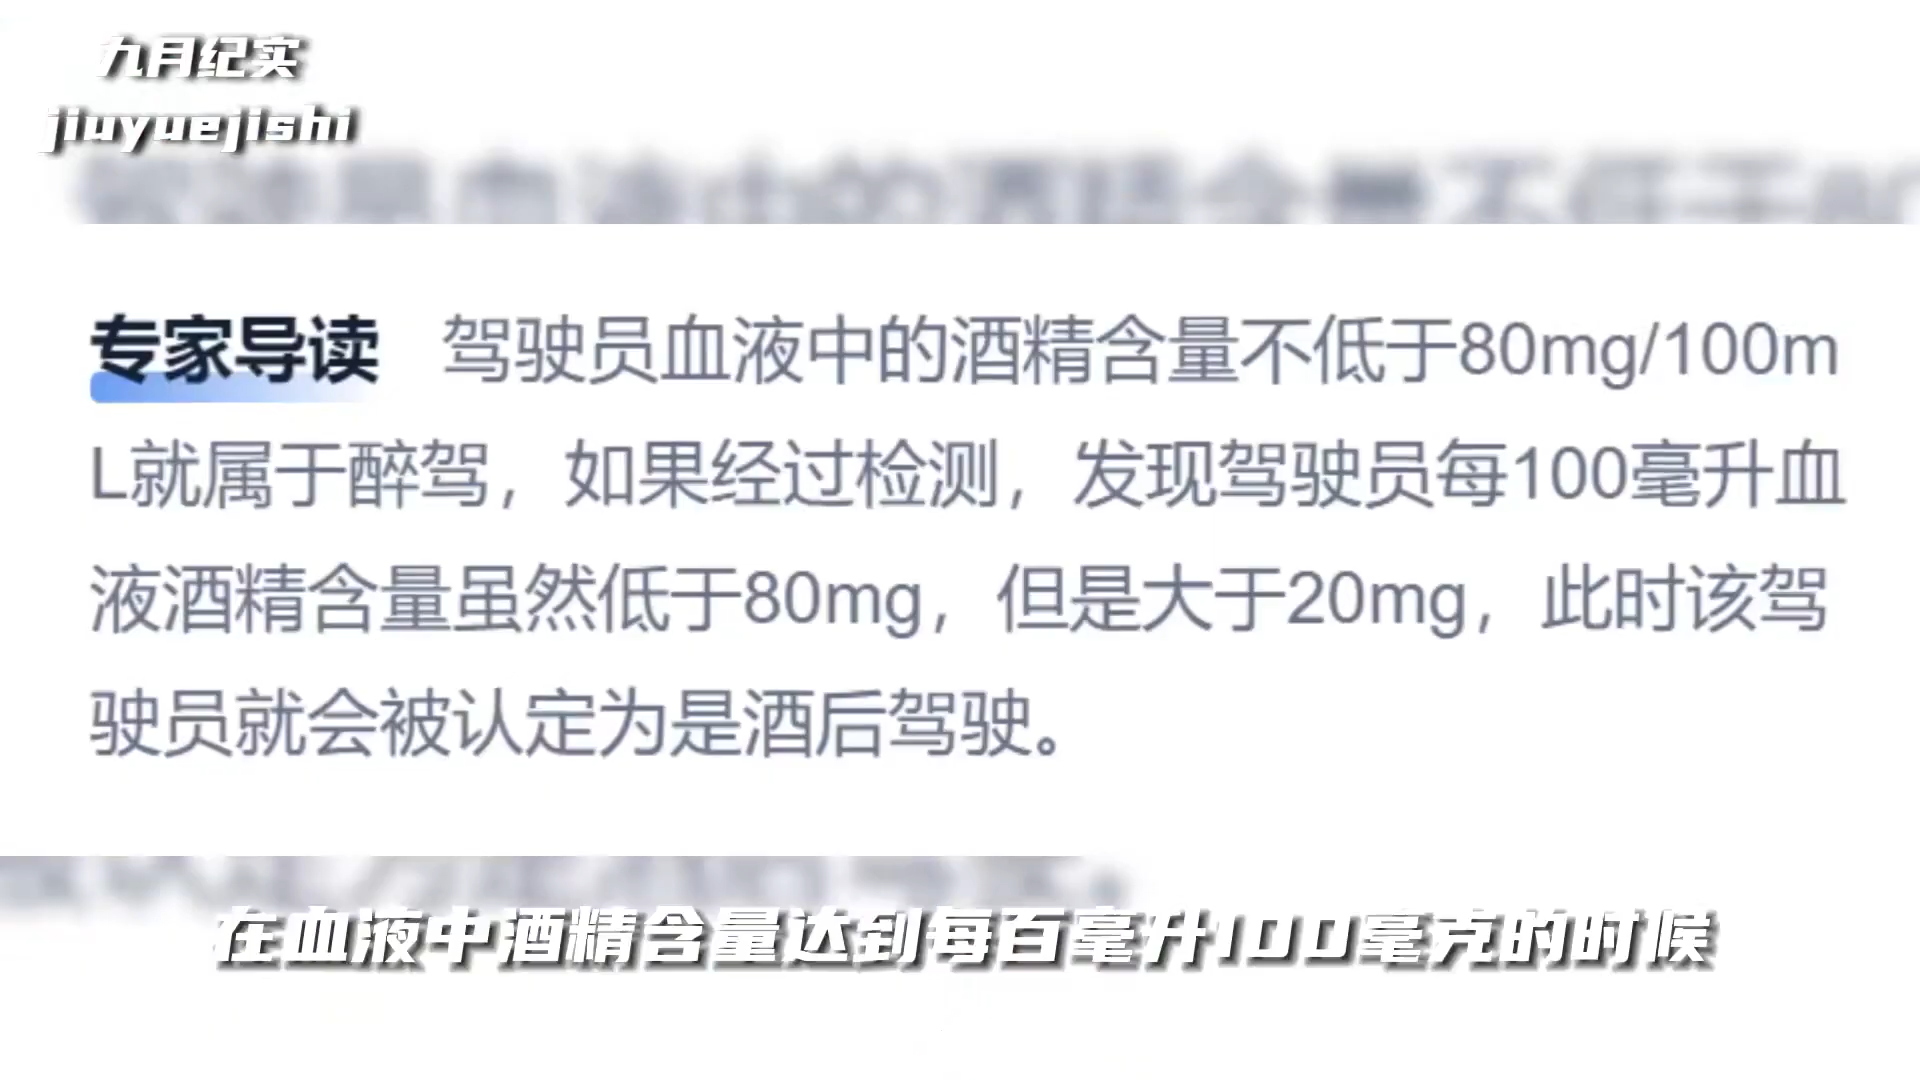 九月纪实
jiuyuejishi
专家导读 驾驶员血液中的酒精含量不低于80mg/100m
L就属于醉驾，如果经过检测，发现驾驶员每100毫升血
液酒精含量虽然低于80mg，但是大于20mg，此时该驾
驶员就会被认定为是酒后驾驶。
在血液中酒精含量达到每百毫升100毫克的时候